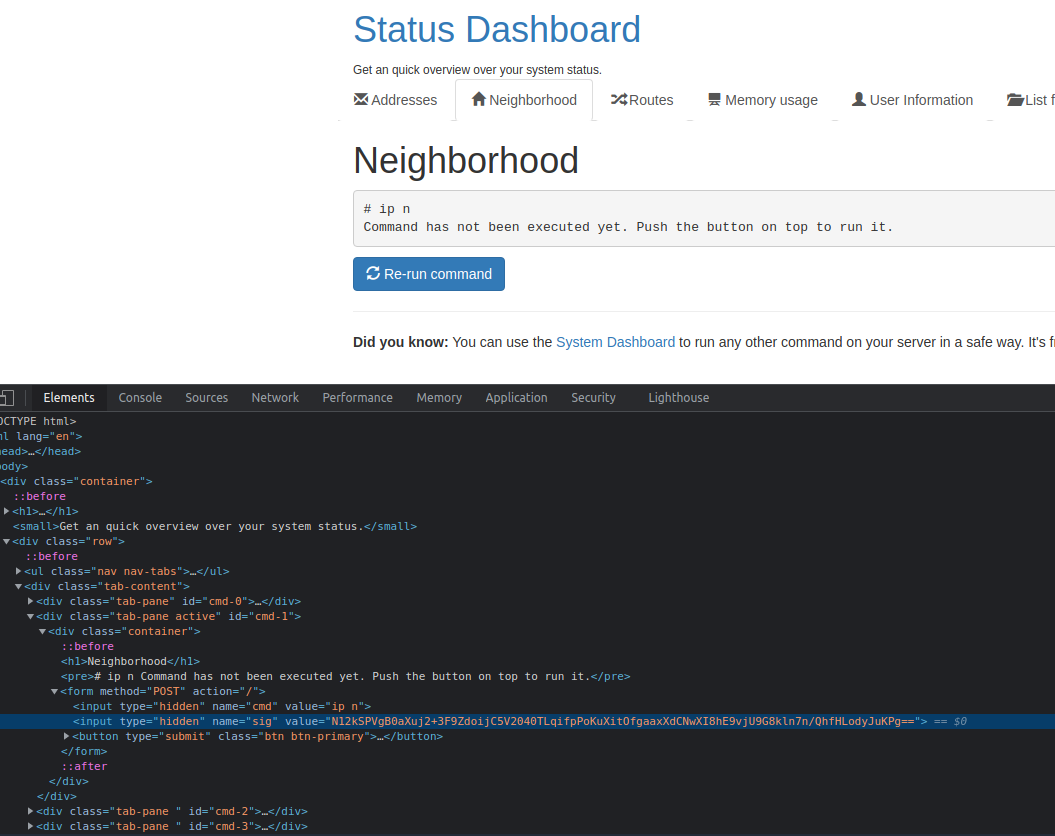 Status Dashboard
Get an quick overview over your system status.
Addresses Neighborhood Routes Memory usage User Information List f
Neighborhood
# ip n
Command has not been executed yet. Push the button on top to run it.
Re-run command
Did you know: You can use the System Dashboard to run any other command on your server in a safe way. It's fr
Elements Console Sources Network Performance Memory Application Security Lighthouse
OCTYPE html>
ml lang="en">
head>…</head>
body>
<div class="container">
::before
<h1>…</h1>
<small>Get an quick overview over your system status.</small>
<div class="row">
::before
<ul class="nav nav-tabs">…</ul>
<div class="tab-content">
<div class="tab-pane" id="cmd-0">…</div>
<div class="tab-pane active" id="cmd-1">
<div class="container">
::before
<h1>Neighborhood</h1>
<pre># ip n Command has not been executed yet. Push the button on top to run it.</pre>
<form method="POST" action="/">
<input type="hidden" name="cmd" value="ip n">
<input type="hidden" name="sig" value="N12kSPVgB0aXuj2+3F9ZdoijC5V2040TLqifpPoKuXitOfgaaxXdCNwXI8hE9vjU9G8kln7n/QhfHLodyJuKPg=="> == $0
<button type="submit" class="btn btn-primary">…</button>
</form>
::after
</div>
</div>
<div class="tab-pane " id="cmd-2">…</div>
<div class="tab-pane " id="cmd-3">…</div>